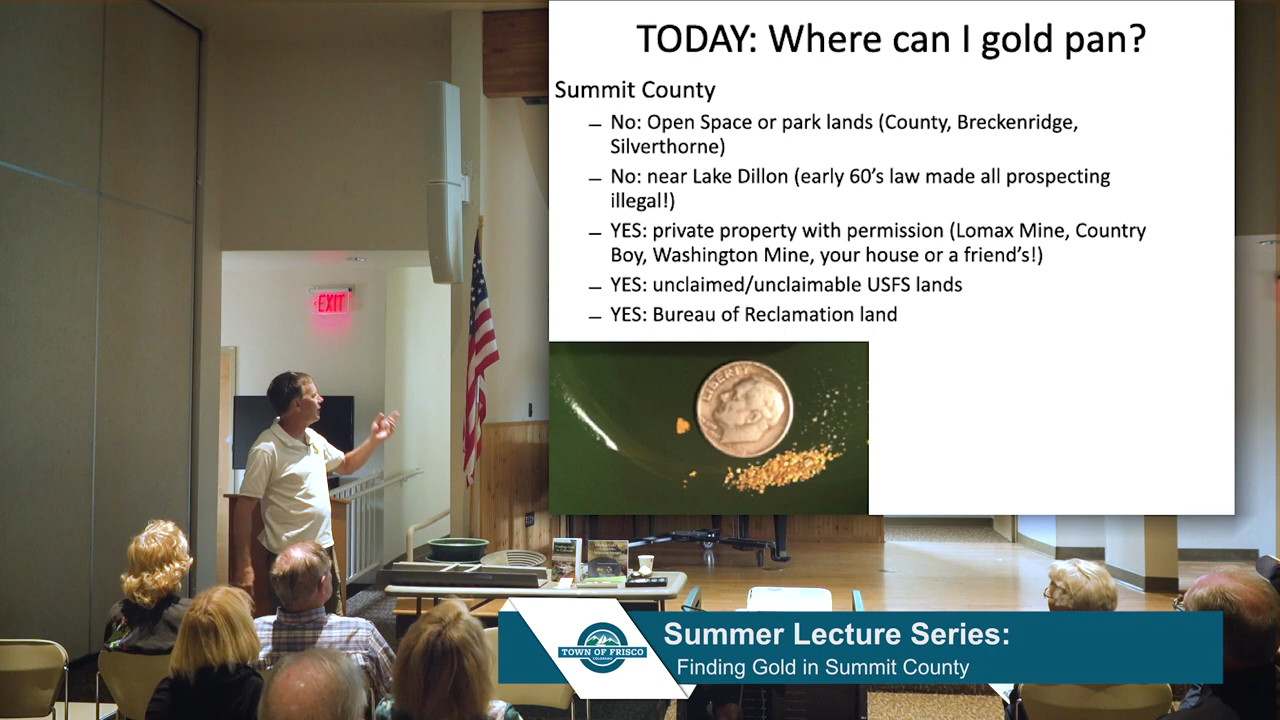 TODAY: Where can I gold pan?
Summit County
– No: Open Space or park lands (County, Breckenridge,
Silverthorne)
– No: near Lake Dillon (early 60’s law made all prospecting
illegal!)
– YES: private property with permission (Lomax Mine, Country
Boy, Washington Mine, your house or a friend’s!)
– YES: unclaimed/unclaimable USFS lands
– YES: Bureau of Reclamation land
EXIT
LIBERTY
TOWN OF FRISCO
COLORADO
Summer Lecture Series:
Finding Gold in Summit County